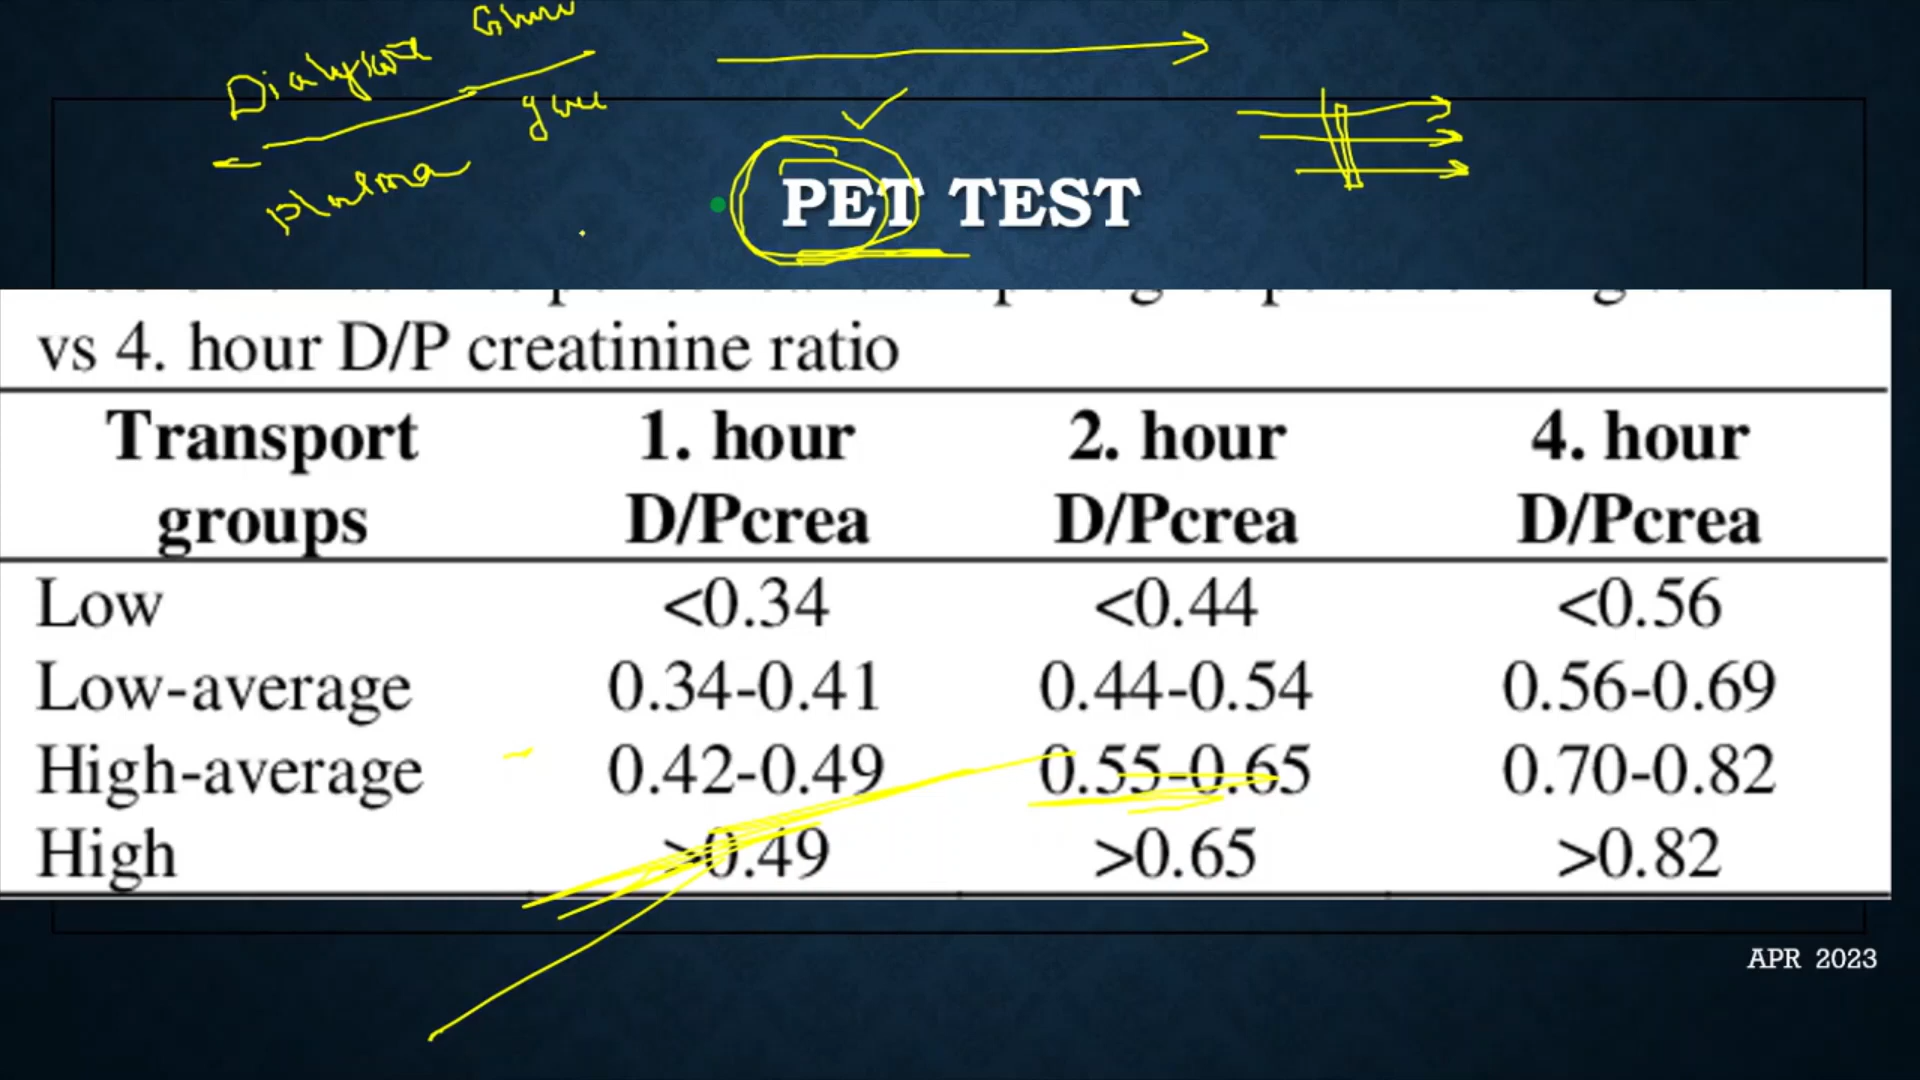 Dialysate
plasma
PET TEST
vs 4. hour D/P creatinine ratio
Transport groups 1. hour D/Pcrea 2. hour D/Pcrea 4. hour D/Pcrea
Low <0.34 <0.44 <0.56
Low-average 0.34-0.41 0.44-0.54 0.56-0.69
High-average 0.42-0.49 0.55-0.65 0.70-0.82
High >0.49 >0.65 >0.82
APR 2023